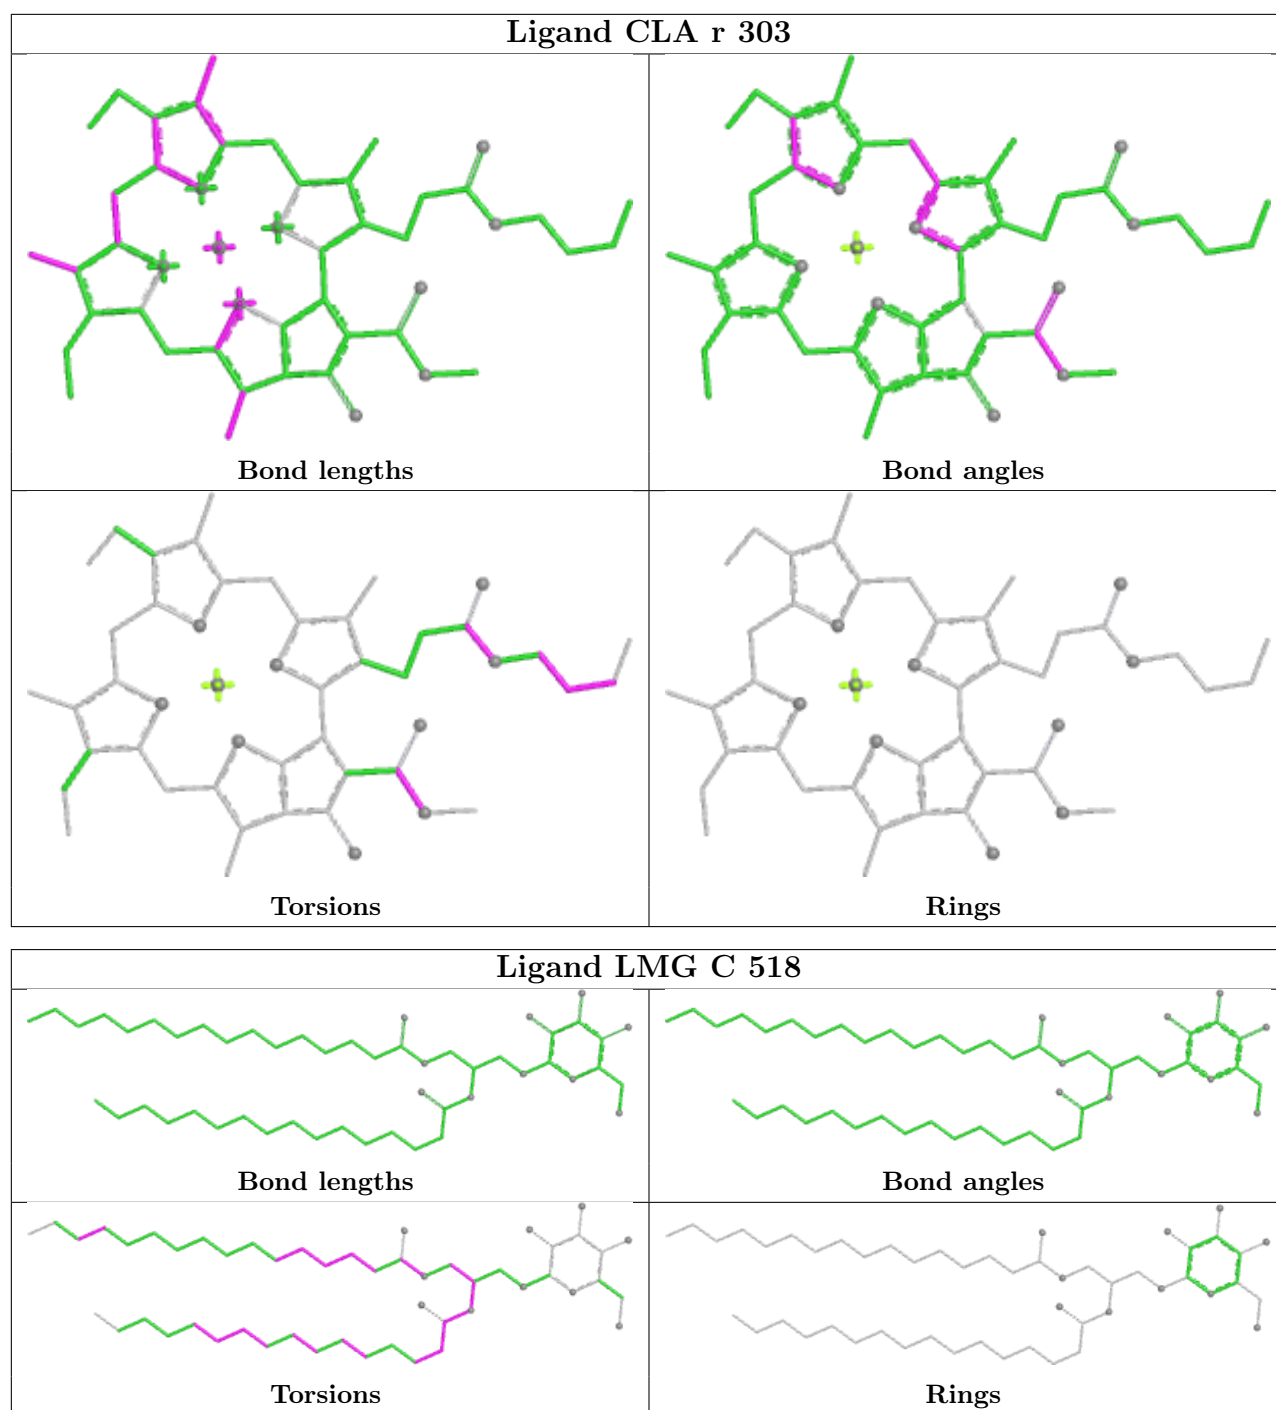 Ligand CLA r 303
Bond lengths
Bond angles
Torsions
Rings
Ligand LMG C 518
Bond lengths
Bond angles
Torsions
Rings